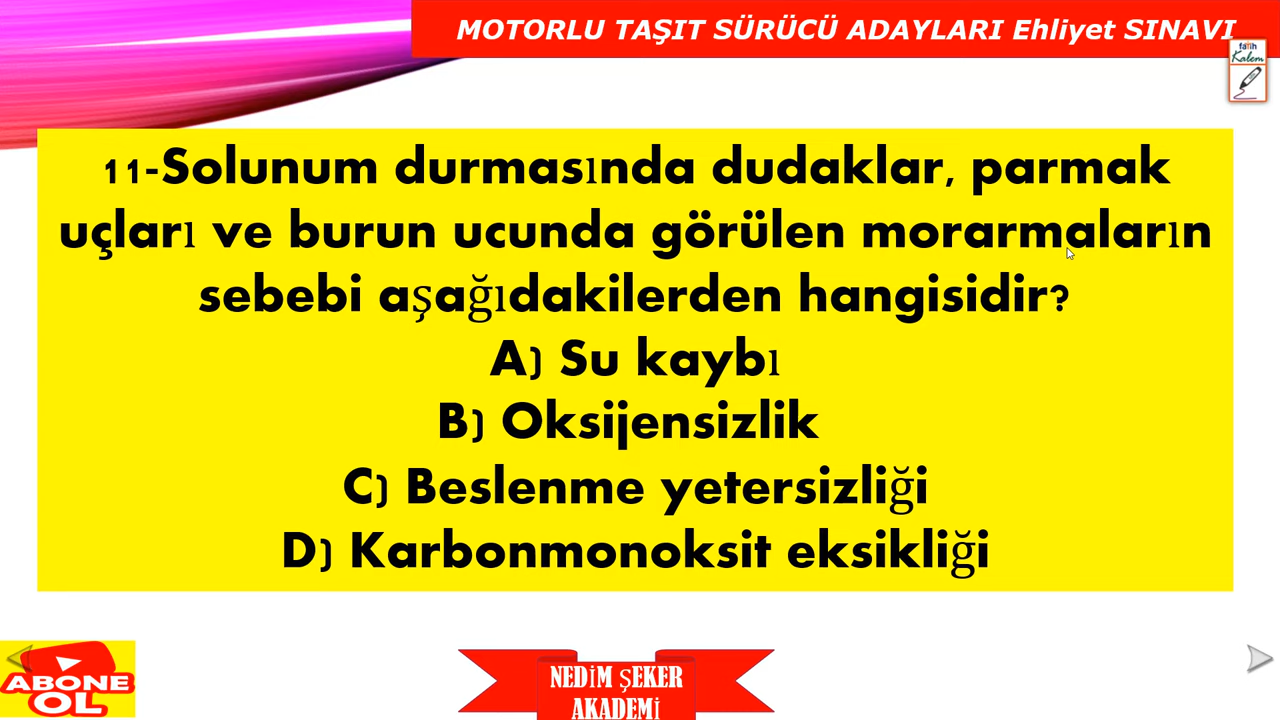 MOTORLU TAŞIT SÜRÜCÜ ADAYLARI Ehliyet SINAVI
fatih
Kalem
11-Solunum durmasında dudaklar, parmak
uçları ve burun ucunda görülen morarmaların
sebebi aşağıdakilerden hangisidir?
A) Su kaybı
B) Oksijensizlik
C) Beslenme yetersizliği
D) Karbonmonoksit eksikliği
ABONE
OL
NEDİM ŞEKER
AKADEMİ